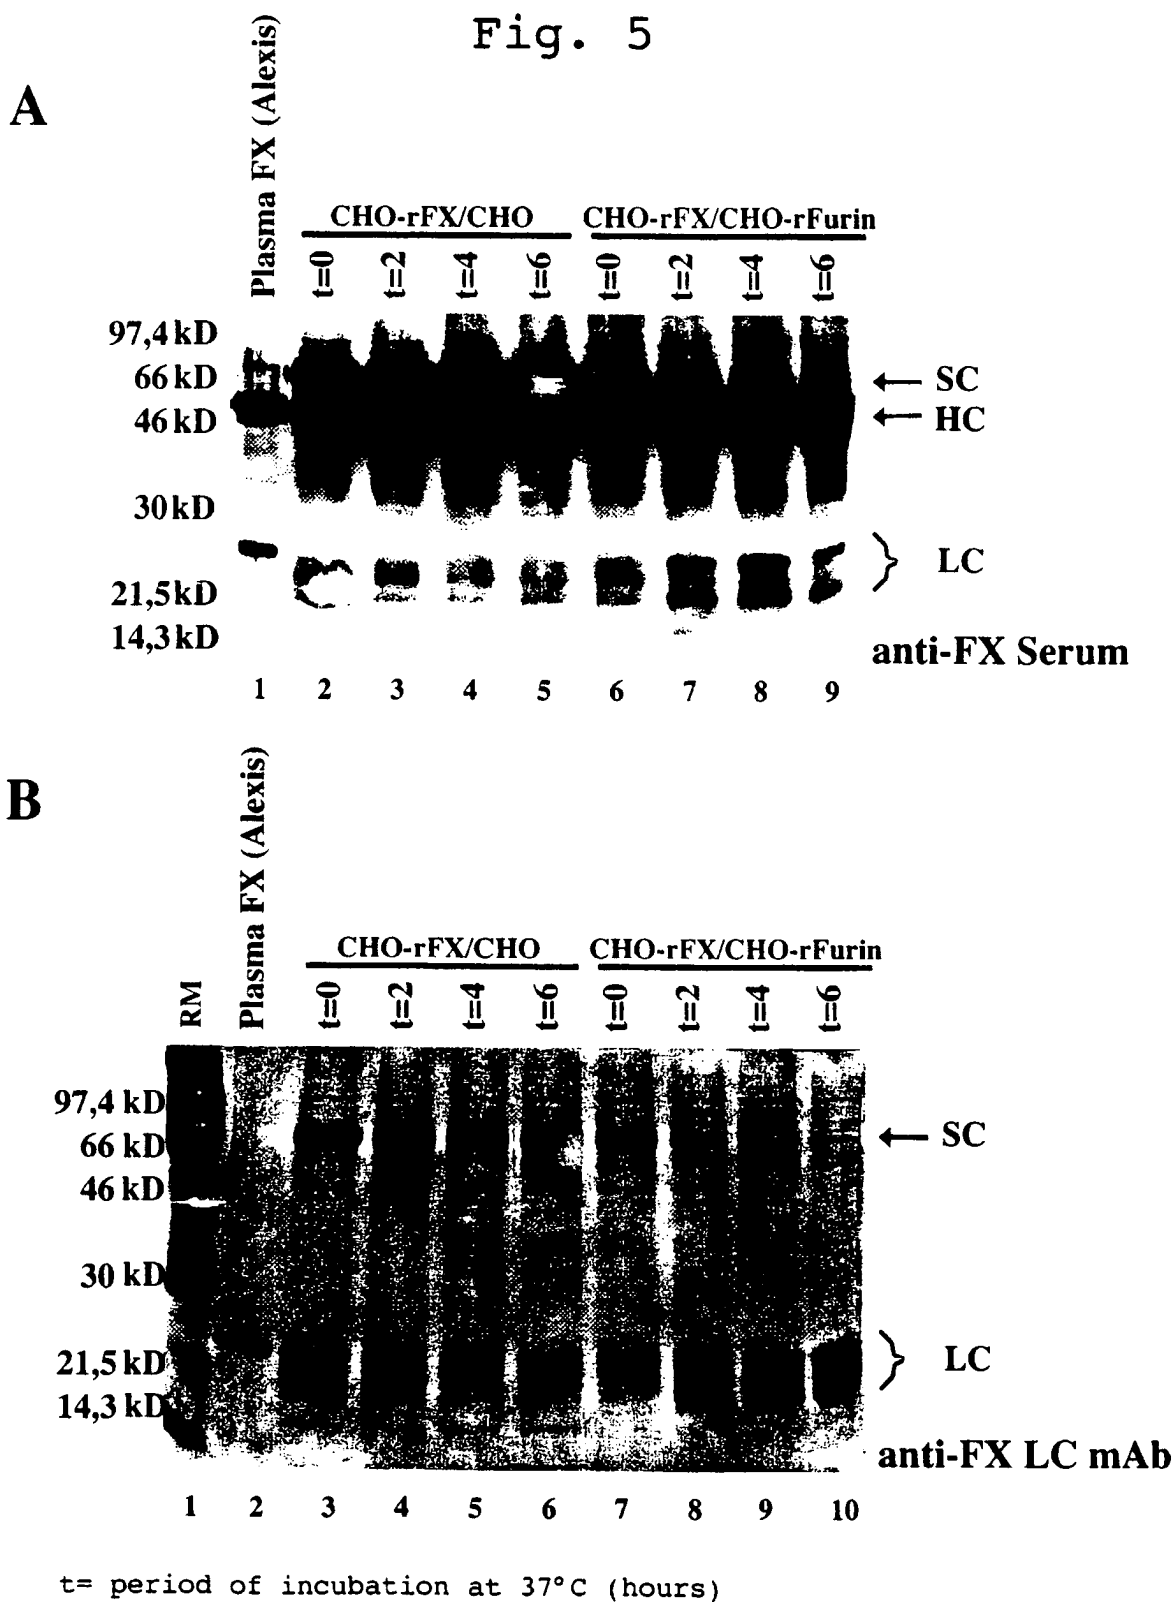 Fig. 5
A
Plasma FX (Alexis)
CHO-rFX/CHO
CHO-rFX/CHO-rFurin
t=0 t=2 t=4 t=6 t=0 t=2 t=4 t=6
97,4 kD
66 kD
46 kD
30 kD
21,5 kD
14,3 kD
SC
HC
LC
anti-FX Serum
1 2 3 4 5 6 7 8 9
B
RM
Plasma FX (Alexis)
CHO-rFX/CHO
CHO-rFX/CHO-rFurin
t=0 t=2 t=4 t=6 t=0 t=2 t=4 t=6
97,4 kD
66 kD
46 kD
30 kD
21,5 kD
14,3 kD
SC
LC
anti-FX LC mAb
1 2 3 4 5 6 7 8 9 10
t= period of incubation at 37°C (hours)